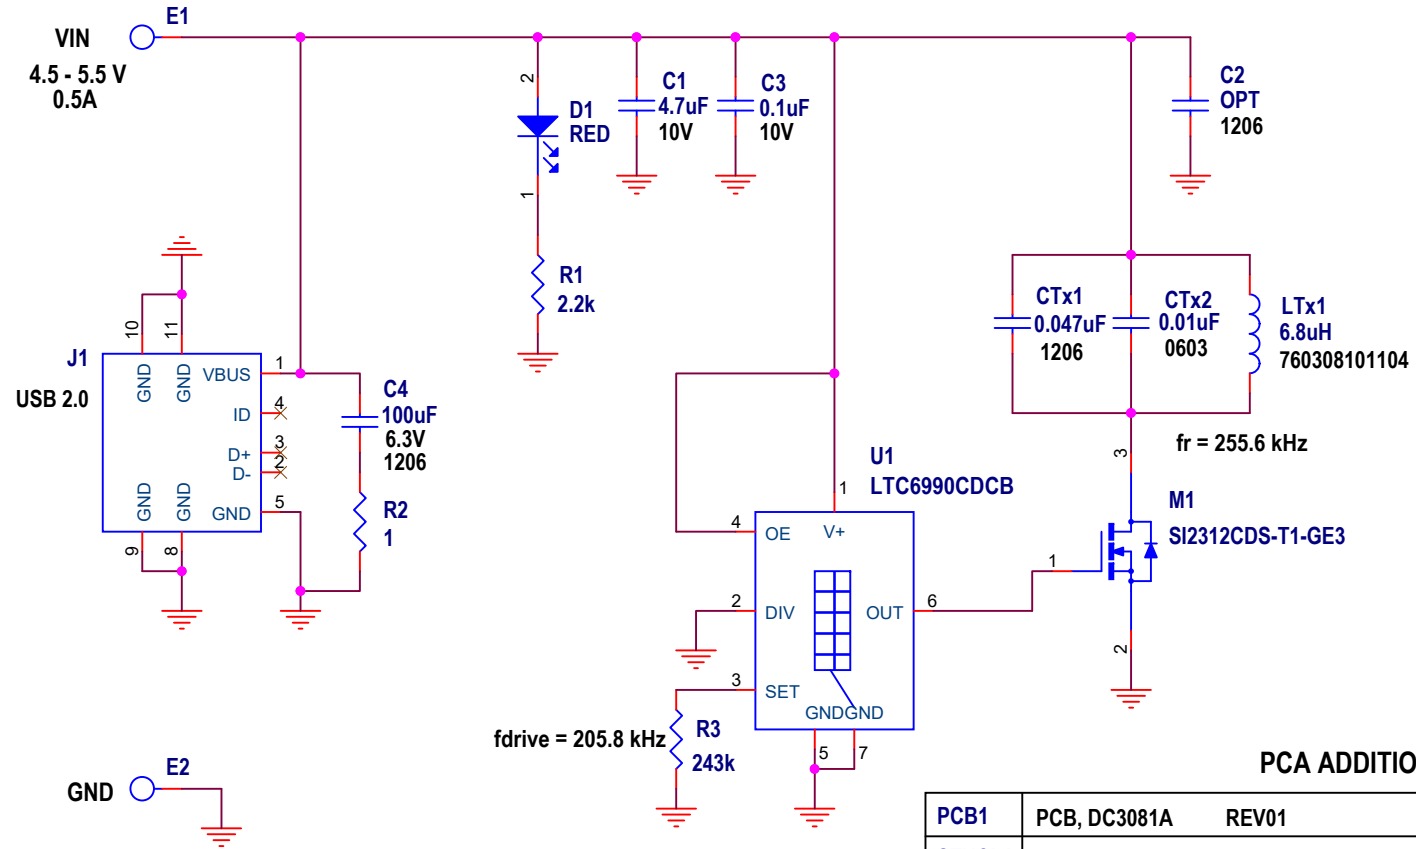 E1
VIN
4.5 - 5.5 V
0.5A
2
D1
RED
1
R1
2.2k
C1
4.7uF
10V
C3
0.1uF
10V
C2
OPT
1206
CTx1
0.047uF
1206
CTx2
0.01uF
0603
LTx1
6.8uH
760308101104
fr = 255.6 kHz
J1
USB 2.0
10
11
GND
GND
VBUS
1
ID
4
D+
3
D-
2
GND
5
GND
GND
9
8
C4
100uF
6.3V
1206
R2
1
U1
LTC6990CDCB
1
4
OE
V+
2
DIV
OUT
6
3
SET
GND
GND
5
7
fdrive = 205.8 kHz
R3
243k
3
M1
SI2312CDS-T1-GE3
1
2
E2
GND
PCA ADDITIO
PCB1
PCB, DC3081A REV01